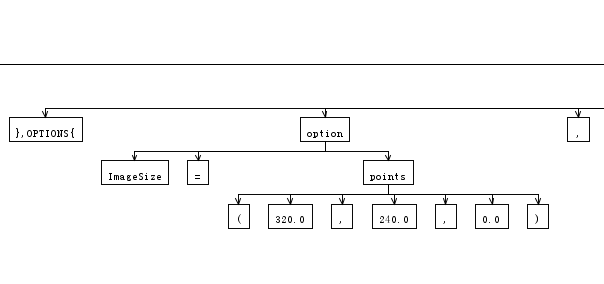 },OPTIONS{ option ,
ImageSize = points
( 320.0 , 240.0 , 0.0 )